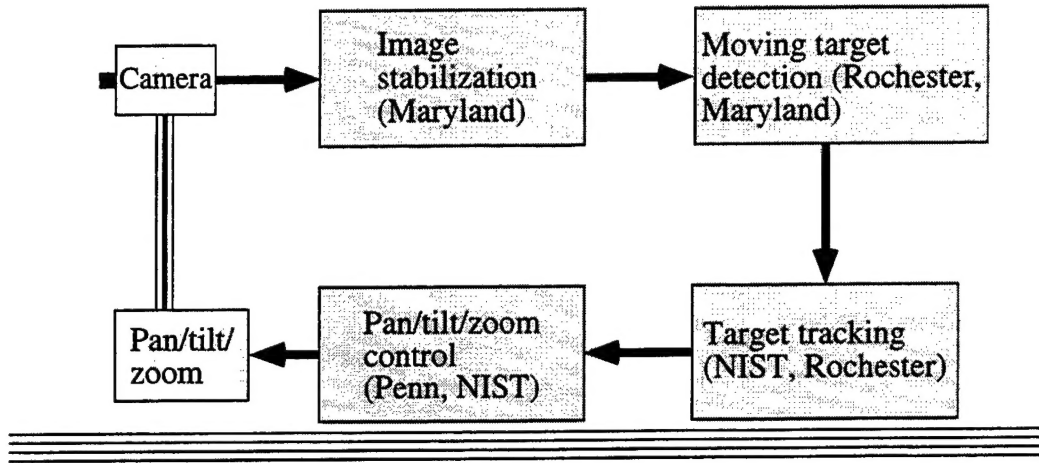 Camera
Image
stabilization
(Maryland)
Moving target
detection (Rochester,
Maryland)
Target tracking
(NIST, Rochester)
Pan/tilt/zoom
control
(Penn, NIST)
Pan/tilt/
zoom